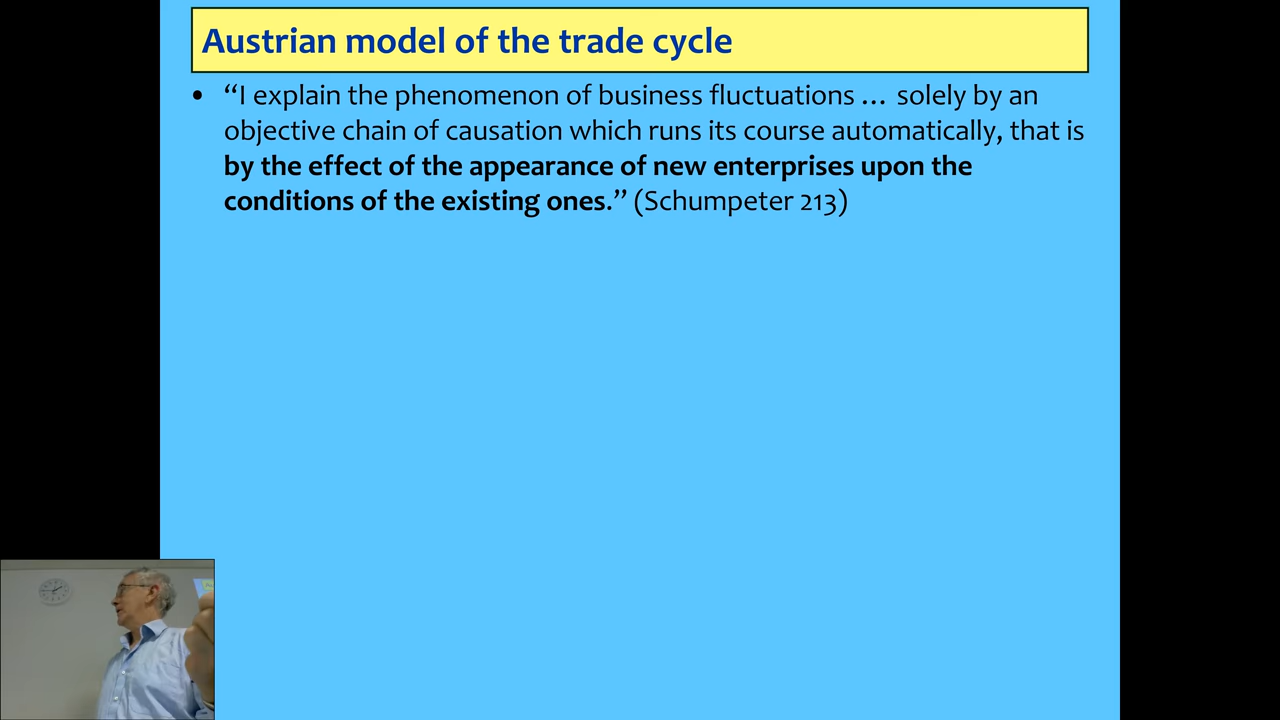 Austrian model of the trade cycle
• “I explain the phenomenon of business fluctuations … solely by an
objective chain of causation which runs its course automatically, that is
by the effect of the appearance of new enterprises upon the
conditions of the existing ones.” (Schumpeter 213)